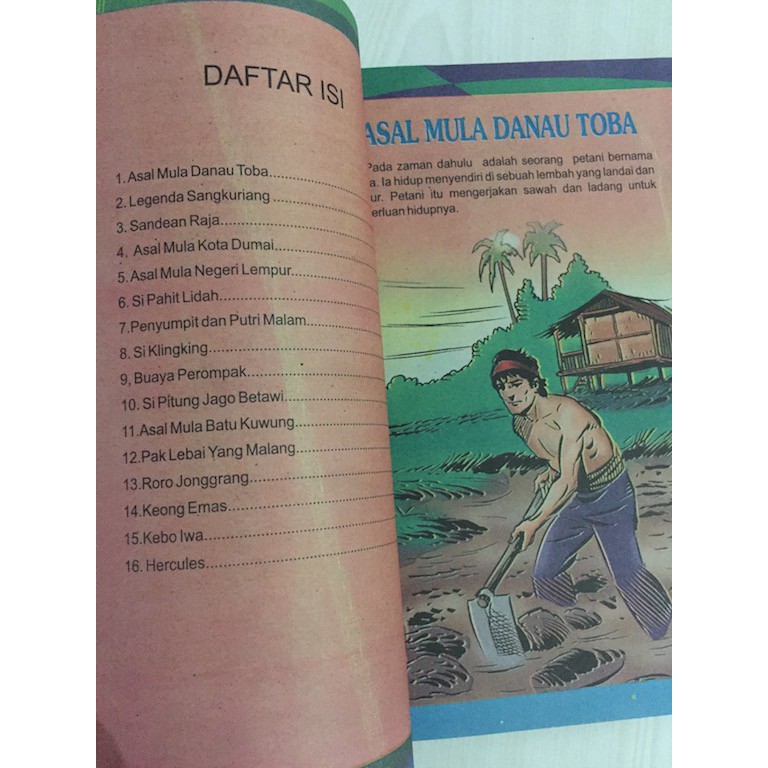 DAFTAR ISI
1. Asal Mula Danau Toba
2. Legenda Sangkuriang
3. Sandean Raja
4. Asal Mula Kota Dumai
5. Asal Mula Negeri Lempur
6. Si Pahit Lidah
7.Penyumpit dan Putri Malam
8. Si Klingking
9, Buaya Perompak
10. Si Pitung Jago Betawi
11.Asal Mula Batu Kuwung
12.Pak Lebai Yang Malang
13.Roro Jonggrang
14.Keong Emas
15.Kebo Iwa
16. Hercules
ASAL MULA DANAU TOBA
Pada zaman dahulu adalah seorang petani bernama
a. Ia hidup menyendiri di sebuah lembah yang landai dan
ur. Petani itu mengerjakan sawah dan ladang untuk
erluan hidupnya.